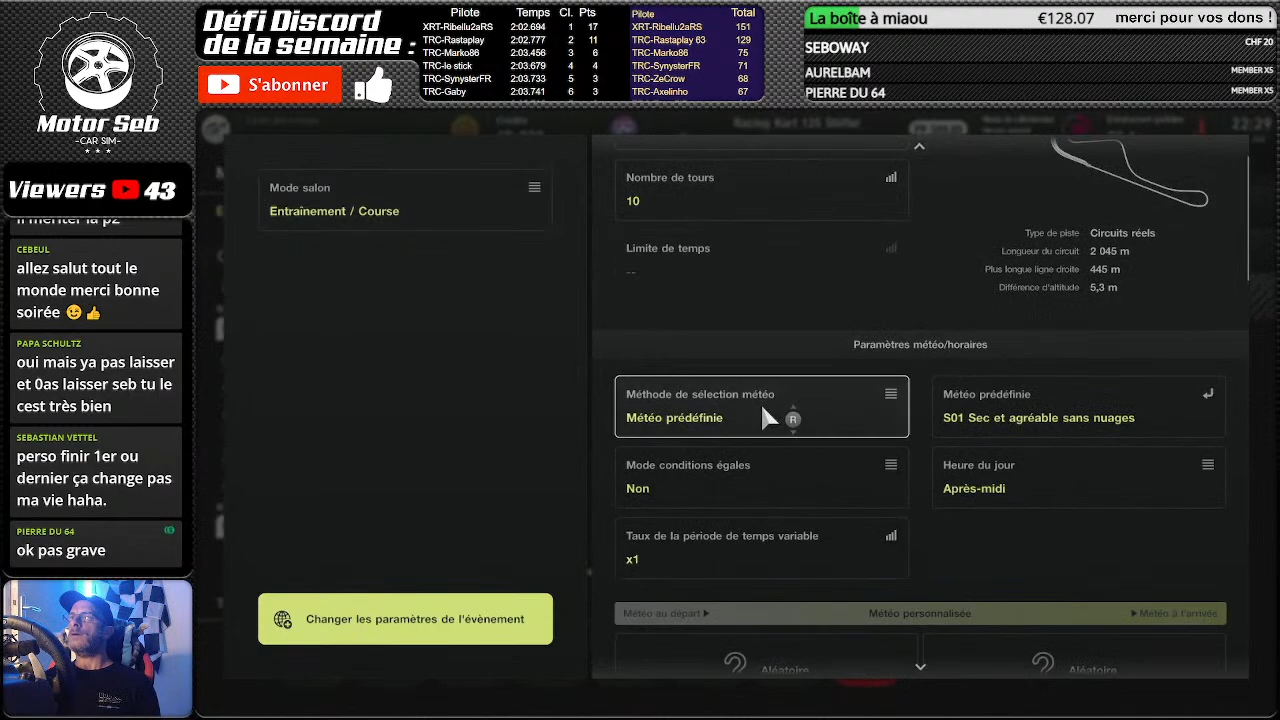 Motor Seb
-CAR SIM-
Défi Discord
de la semaine :
S'abonner
Pilote Temps Cl. Pts
XRT-Ribellu2aRS 2:02.694 1 17
TRC-Rastaplay 2:02.777 2 11
TRC-Marko86 2:03.456 3 6
TRC-le stick 2:03.679 4 4
TRC-SynysterFR 2:03.733 5 3
TRC-Gaby 2:03.741 6 3
Pilote Total
XRT-Ribellu2aRS 151
TRC-Rastaplay 63 129
TRC-Marko86 75
TRC-SynysterFR 71
TRC-ZeCrow 68
TRC-Axelinho 67
La boîte à miaou €128.07 merci pour vos dons !
SEBOWAY CHF 20
AURELBAM MEMBER XS
PIERRE DU 64 MEMBER XS
Viewers 43
il mériter la p2
CEBEUL
allez salut tout le
monde merci bonne
soirée 😉 👍
PAPA SCHULTZ
oui mais ya pas laisser
et 0as laisser seb tu le
cest très bien
SEBASTIAN VETTEL
perso finir 1er ou
dernier ça change pas
ma vie haha.
PIERRE DU 64
ok pas grave
Racing Kart 125 Shifter
22:29
Mode salon
Entraînement / Course
Changer les paramètres de l'évènement
Nombre de tours
10
Limite de temps
--
Type de piste Circuits réels
Longueur du circuit 2 045 m
Plus longue ligne droite 445 m
Différence d'altitude 5,3 m
Paramètres météo/horaires
Méthode de sélection météo
Météo prédéfinie
R
Météo prédéfinie
S01 Sec et agréable sans nuages
Mode conditions égales
Non
Heure du jour
Après-midi
Taux de la période de temps variable
x1
Météo au départ Météo personnalisée Météo à l'arrivée
Aléatoire Aléatoire